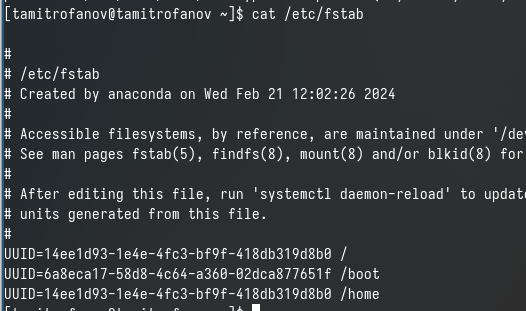 [tamitrofanov@tamitrofanov ~]$ cat /etc/fstab
#
# /etc/fstab
# Created by anaconda on Wed Feb 21 12:02:26 2024
#
# Accessible filesystems, by reference, are maintained under '/dev
# See man pages fstab(5), findfs(8), mount(8) and/or blkid(8) for
#
# After editing this file, run 'systemctl daemon-reload' to update
# units generated from this file.
#
UUID=14ee1d93-1e4e-4fc3-bf9f-418db319d8b0 /
UUID=6a8eca17-58d8-4c64-a360-02dca877651f /boot
UUID=14ee1d93-1e4e-4fc3-bf9f-418db319d8b0 /home
[tamitrofanov@tamitrofanov ~]$